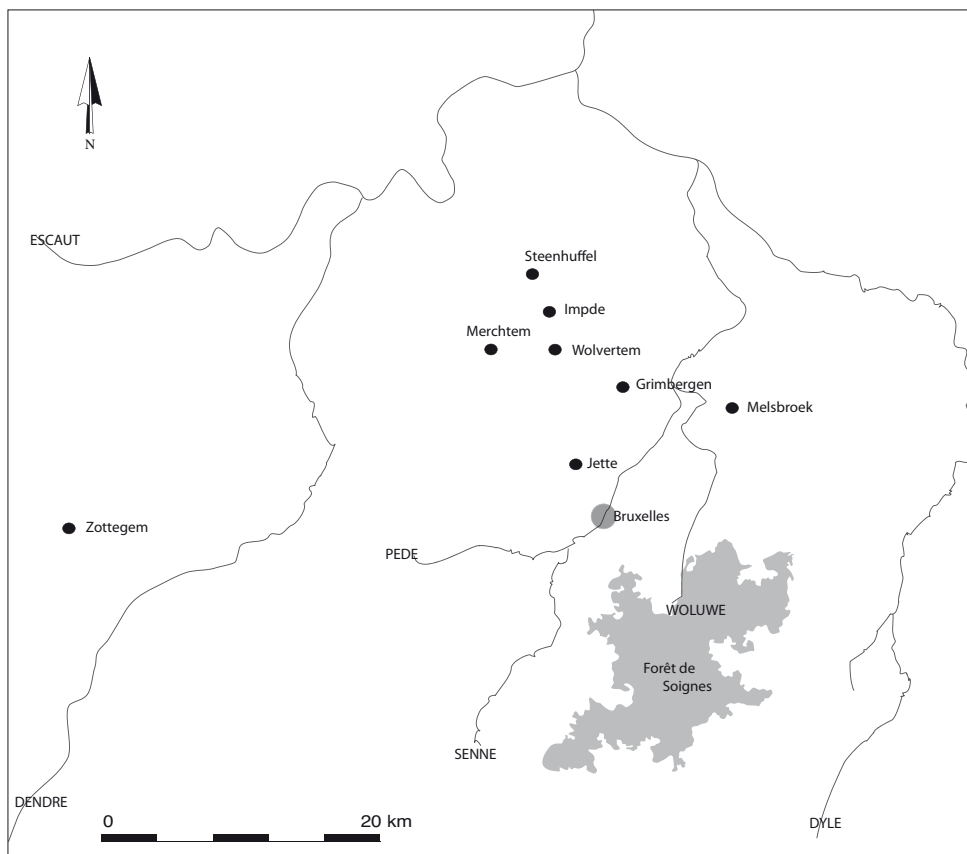 N
ESCAUT
Steenhuffel
Impde
Merchtem
Wolvertem
Grimbergen
Melsbroek
Jette
Bruxelles
Zottegem
PEDE
WOLUWE
Forêt de
Soignes
SENNE
DENDRE
0 20 km
DYLE